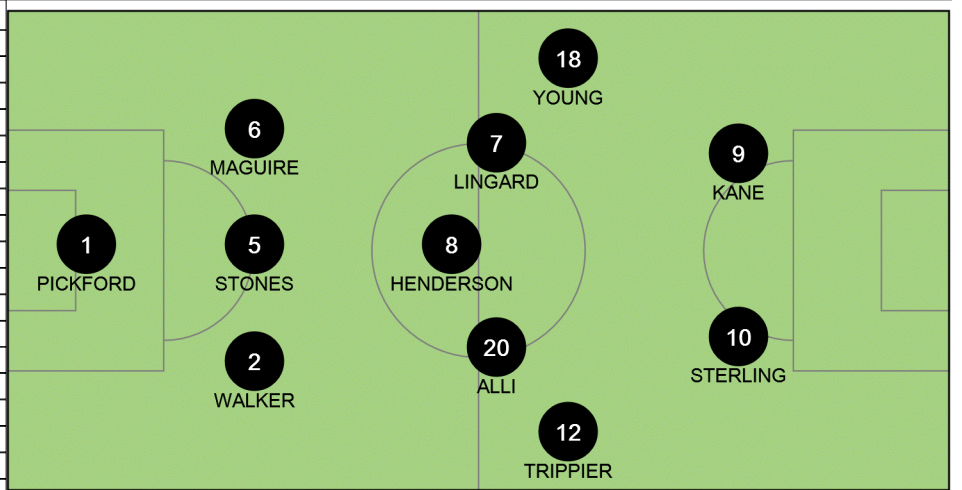 18
YOUNG
6
MAGUIRE
7
LINGARD
9
KANE
1
PICKFORD
5
STONES
8
HENDERSON
10
STERLING
2
WALKER
20
ALLI
12
TRIPPIER